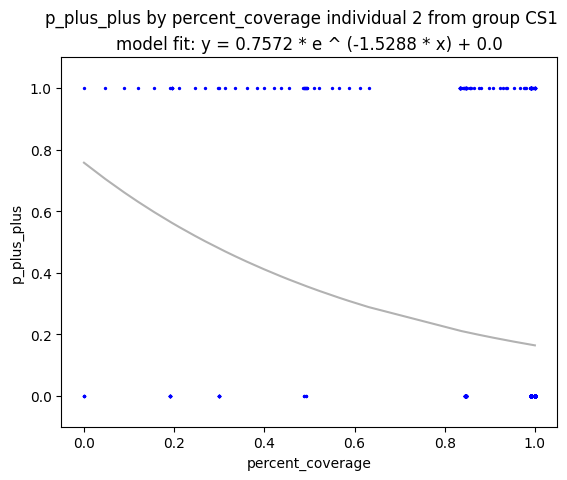 p_plus_plus by percent_coverage individual 2 from group CS1
model fit: y = 0.7572 * e ^ (-1.5288 * x) + 0.0
1.0
0.8
0.6
0.4
0.2
0.0
p_plus_plus
0.0 0.2 0.4 0.6 0.8 1.0
percent_coverage